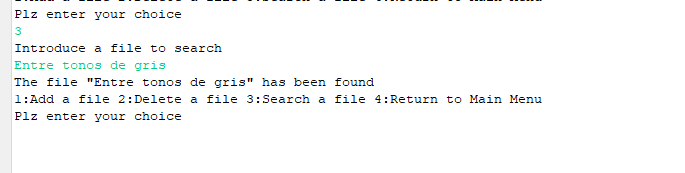 Plz enter your choice
3
Introduce a file to search
Entre tonos de gris
The file "Entre tonos de gris" has been found
1:Add a file 2:Delete a file 3:Search a file 4:Return to Main Menu
Plz enter your choice